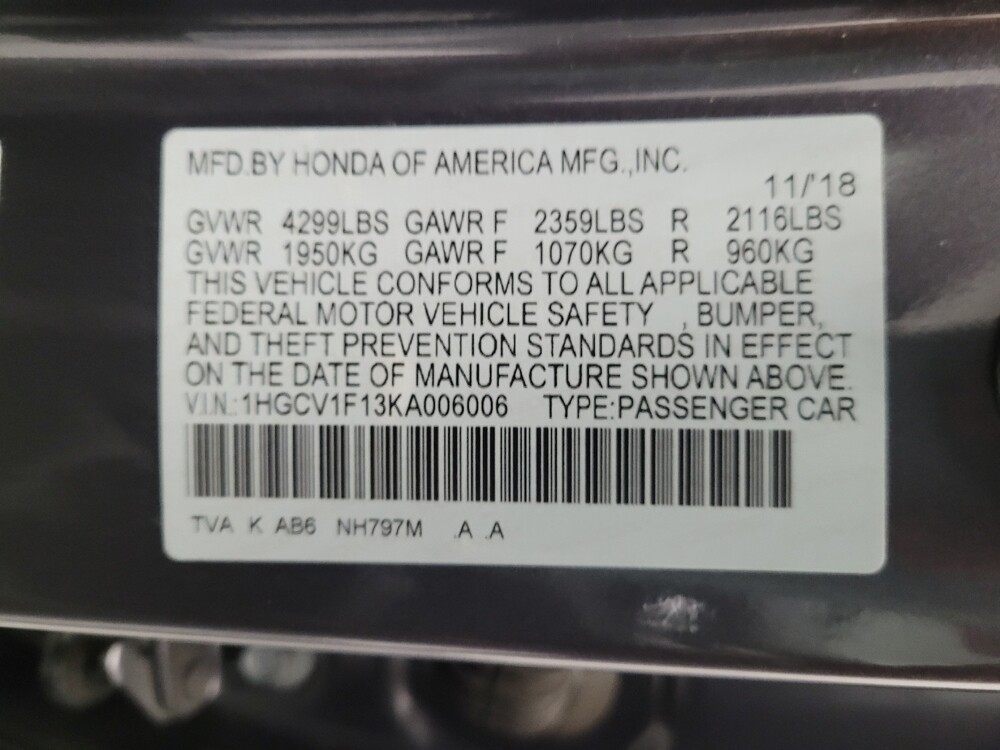 MFD.BY HONDA OF AMERICA MFG.,INC.
11/'18
GVWR 4299LBS GAWR F 2359LBS R 2116LBS
GVWR 1950KG GAWR F 1070KG R 960KG
THIS VEHICLE CONFORMS TO ALL APPLICABLE
FEDERAL MOTOR VEHICLE SAFETY , BUMPER,
AND THEFT PREVENTION STANDARDS IN EFFECT
ON THE DATE OF MANUFACTURE SHOWN ABOVE.
V.I.N.:1HGCV1F13KA006006 TYPE:PASSENGER CAR
TVA K AB6 NH797M .A .A